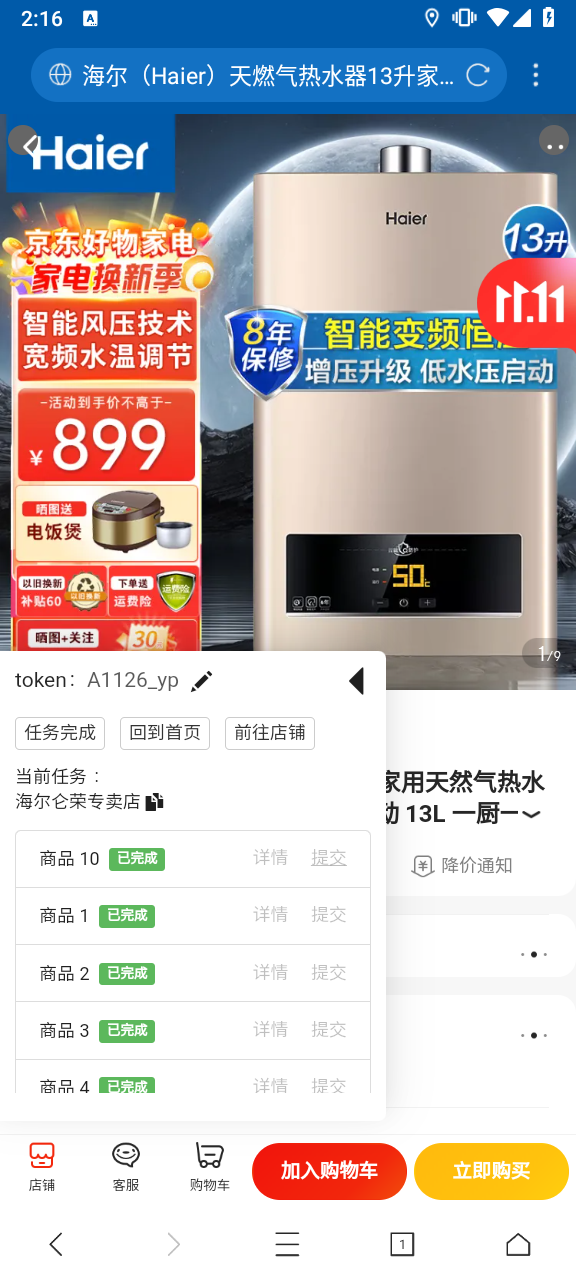 2:16
A
海尔（Haier）天燃气热水器13升家...
Haier
Haier
13升
京东好物家电
家电换新季
11.11
智能风压技术
宽频水温调节
8年
保修
智能变频恒
增压升级 低水压启动
活动到手价不高于
¥899
晒图送
电饭煲
50℃
以旧换新
补贴60
以旧换新
下单送
运费险
运费险
晒图+关注
30
1/9
token： A1126_yp
任务完成
回到首页
前往店铺
当前任务：
海尔仑荣专卖店
家用天然气热水
动 13L 一厨一
降价通知
商品 10 已完成 详情 提交
商品 1 已完成 详情 提交
商品 2 已完成 详情 提交
商品 3 已完成 详情 提交
商品 4 已完成 详情 提交
店铺
客服
购物车
加入购物车
立即购买
1